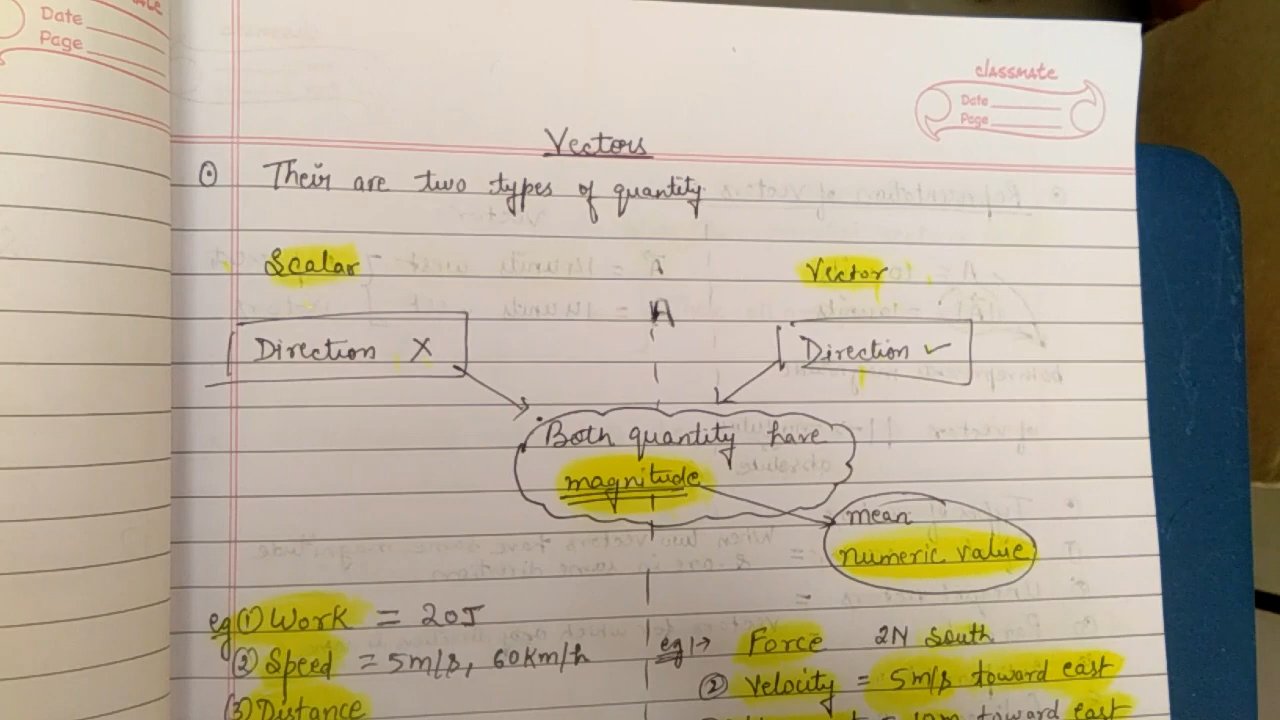 Date
Page
classmate
Date
Page
Vectors
Their are two types of quantity
Scalar
Vector
A
Direction X
Direction ✓
Both quantity have
magnitude
mean
numeric value
eg (1) Work = 20J
(2) Speed = 5m/s, 60Km/h
(3) Distance
eg 1→ Force 2N South
(2) Velocity = 5m/s toward east
toward east